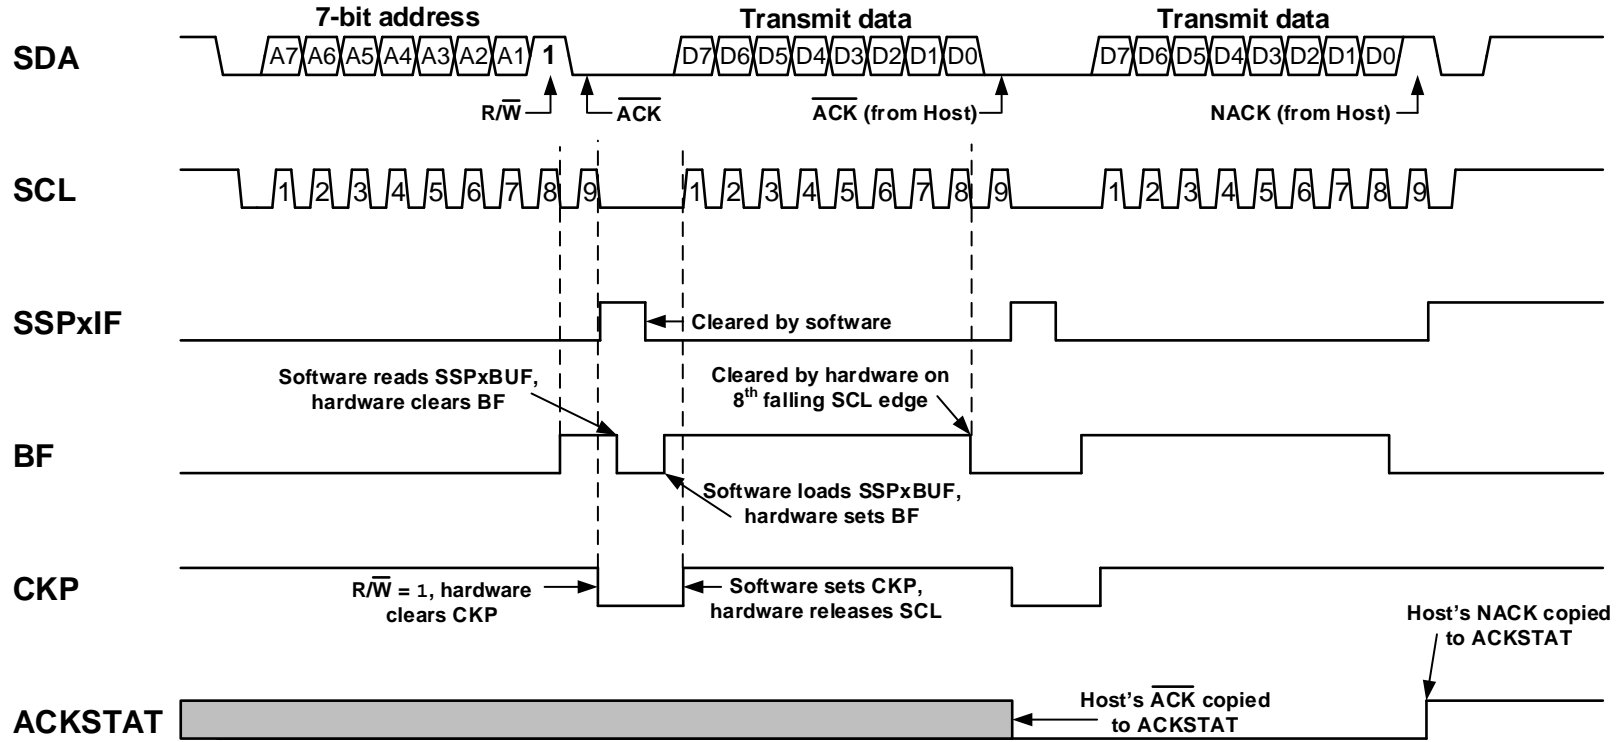 7-bit address
Transmit data
Transmit data
SDA
A7 A6 A5 A4 A3 A2 A1 1
D7 D6 D5 D4 D3 D2 D1 D0
D7 D6 D5 D4 D3 D2 D1 D0
R/W̅
A̅C̅K̅
A̅C̅K̅ (from Host)
NACK (from Host)
SCL
1 2 3 4 5 6 7 8 9
1 2 3 4 5 6 7 8 9
1 2 3 4 5 6 7 8 9
SSPxIF
Cleared by software
Software reads SSPxBUF,
hardware clears BF
Cleared by hardware on
8th falling SCL edge
BF
Software loads SSPxBUF,
hardware sets BF
CKP
R/W̅ = 1, hardware
clears CKP
Software sets CKP,
hardware releases SCL
Host’s NACK copied
to ACKSTAT
ACKSTAT
Host’s A̅C̅K̅ copied
to ACKSTAT